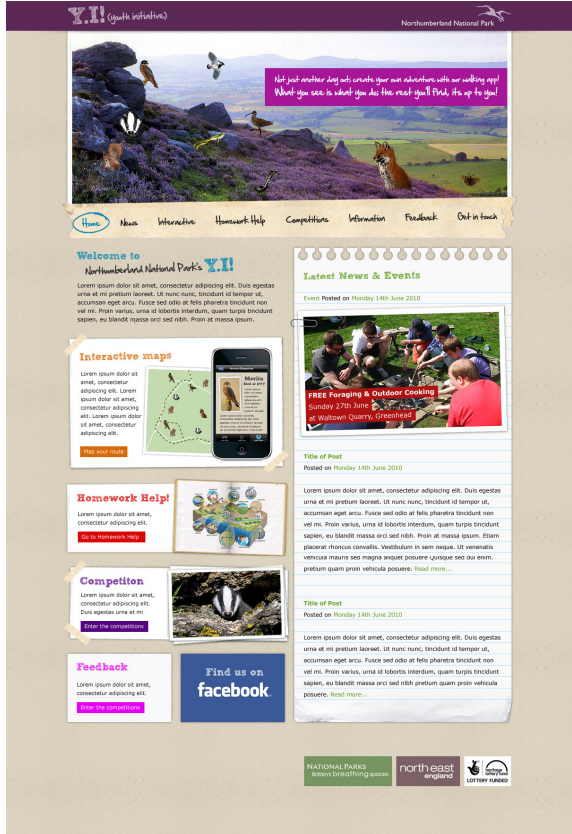 Y.I! (youth initiative)
Northumberland National Park
Not just another day out; create your own adventure with our walking app!
What you see is what you do; the rest you'll find, its up to you!
Home News Interactive Homework Help Competitions Information Feedback Get in touch
Welcome to
Northumberland National Park's Y.I!
Lorem ipsum dolor sit amet, consectetur adipiscing elit. Duis egestas
urna et mi pretium laoreet. Ut nunc nunc, tincidunt id tempor ut,
accumsan eget arcu. Fusce sed odio at felis pharetra tincidunt non
vel mi. Proin varius, urna id lobortis interdum, quam turpis tincidunt
sapien, eu blandit massa orci sed nibh. Proin at massa ipsum.
Interactive maps
Lorem ipsum dolor sit
amet, consectetur
adipiscing elit. Lorem
ipsum dolor sit amet,
consectetur
adipiscing elit.
Map your route
Merlin
Homework Help!
Lorem ipsum dolor sit amet,
consectetur adipiscing elit.
Go to Homework Help
Competiton
Lorem ipsum dolor sit amet,
consectetur adipiscing elit.
Duis egestas urna et mi
Enter the competitions
Feedback
Lorem ipsum dolor sit amet,
consectetur adipiscing elit.
Enter the competitions
Find us on
facebook.
Latest News & Events
Event Posted on Monday 14th June 2010
FREE Foraging & Outdoor Cooking
Sunday 27th June
at Waltown Quarry, Greenhead
Title of Post
Posted on Monday 14th June 2010
Lorem ipsum dolor sit amet, consectetur adipiscing elit. Duis egestas
urna et mi pretium laoreet. Ut nunc nunc, tincidunt id tempor ut,
accumsan eget arcu. Fusce sed odio at felis pharetra tincidunt non
vel mi. Proin varius, urna id lobortis interdum, quam turpis tincidunt
sapien, eu blandit massa orci sed nibh. Proin at massa ipsum. Etiam
placerat rhoncus convallis. Vestibulum in sem neque. Ut venenatis
vehicula mauris sed magna aliquet posuere Quisque sed dui enim.
pretium quam proin vehicula posuere. Read more...
Title of Post
Posted on Monday 14th June 2010
Lorem ipsum dolor sit amet, consectetur adipiscing elit. Duis egestas
urna et mi pretium laoreet. Ut nunc nunc, tincidunt id tempor ut,
accumsan eget arcu. Fusce sed odio at felis pharetra tincidunt non
vel mi. Proin varius, urna id lobortis interdum, quam turpis tincidunt
sapien, eu blandit massa orci sed nibh pretium quam proin vehicula
posuere. Read more...
NATIONAL PARKS
Britain's breathing spaces
north east
england
heritage
lottery fund
LOTTERY FUNDED